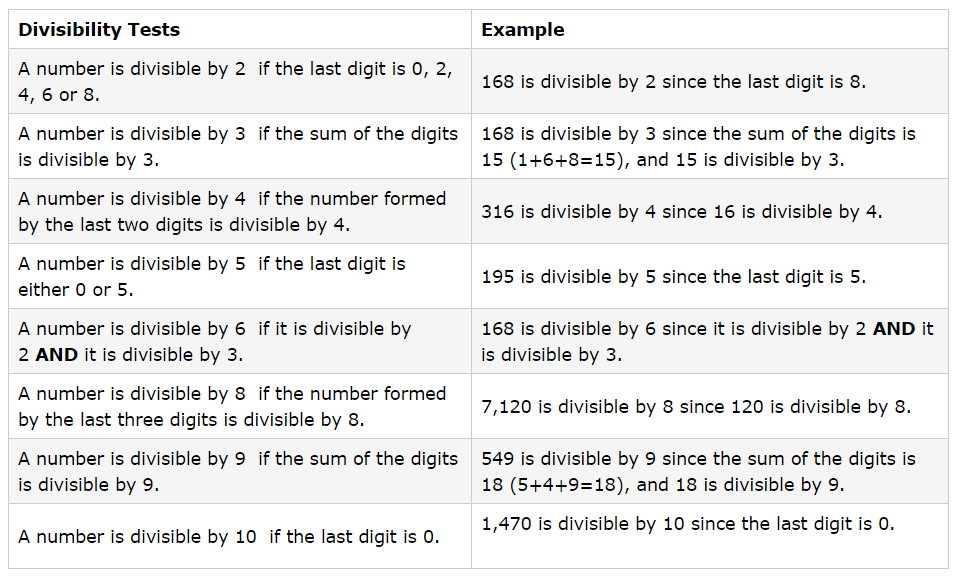 Divisibility Tests
Example
A number is divisible by 2 if the last digit is 0, 2,
4, 6 or 8.
168 is divisible by 2 since the last digit is 8.
A number is divisible by 3 if the sum of the digits
is divisible by 3.
168 is divisible by 3 since the sum of the digits is
15 (1+6+8=15), and 15 is divisible by 3.
A number is divisible by 4 if the number formed
by the last two digits is divisible by 4.
316 is divisible by 4 since 16 is divisible by 4.
A number is divisible by 5 if the last digit is
either 0 or 5.
195 is divisible by 5 since the last digit is 5.
A number is divisible by 6 if it is divisible by
2 AND it is divisible by 3.
168 is divisible by 6 since it is divisible by 2 AND it
is divisible by 3.
A number is divisible by 8 if the number formed
by the last three digits is divisible by 8.
7,120 is divisible by 8 since 120 is divisible by 8.
A number is divisible by 9 if the sum of the digits
is divisible by 9.
549 is divisible by 9 since the sum of the digits is
18 (5+4+9=18), and 18 is divisible by 9.
A number is divisible by 10 if the last digit is 0.
1,470 is divisible by 10 since the last digit is 0.